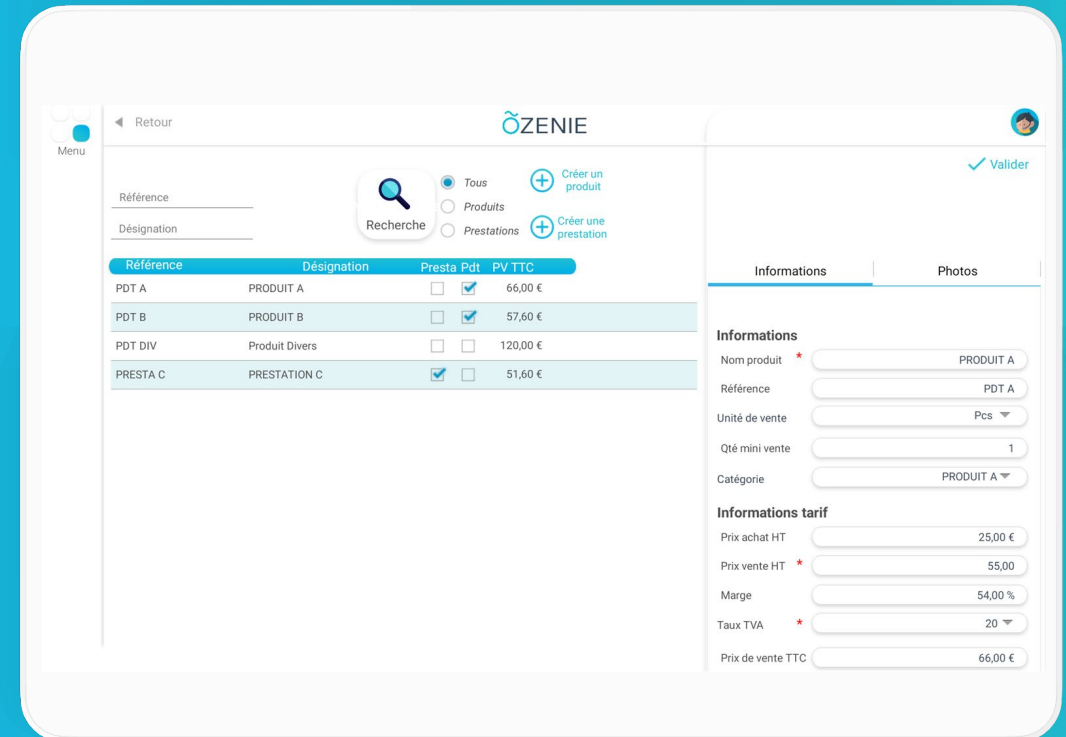 Retour
ÕZENIE
Menu
Valider
Référence
Désignation
Recherche
Tous
Produits
Prestations
Créer un
produit
Créer une
prestation
Référence Désignation Presta Pdt PV TTC
PDT A PRODUIT A 66,00 €
PDT B PRODUIT B 57,60 €
PDT DIV Produit Divers 120,00 €
PRESTA C PRESTATION C 51,60 €
Informations Photos
Informations
Nom produit * PRODUIT A
Référence PDT A
Unité de vente Pcs
Qté mini vente 1
Catégorie PRODUIT A
Informations tarif
Prix achat HT 25,00 €
Prix vente HT * 55,00
Marge 54,00 %
Taux TVA * 20
Prix de vente TTC 66,00 €